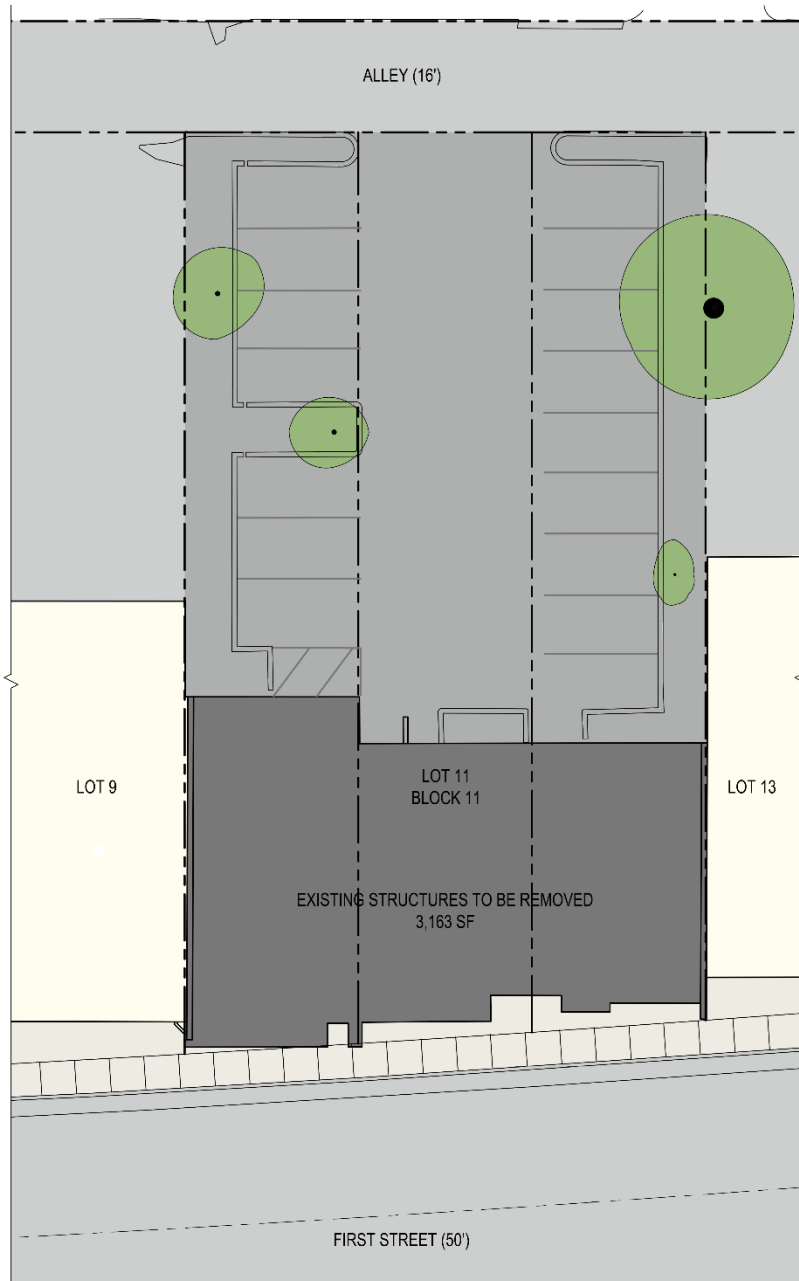 ALLEY (16')
LOT 11
BLOCK 11
LOT 9
LOT 13
EXISTING STRUCTURES TO BE REMOVED
3,163 SF
FIRST STREET (50')